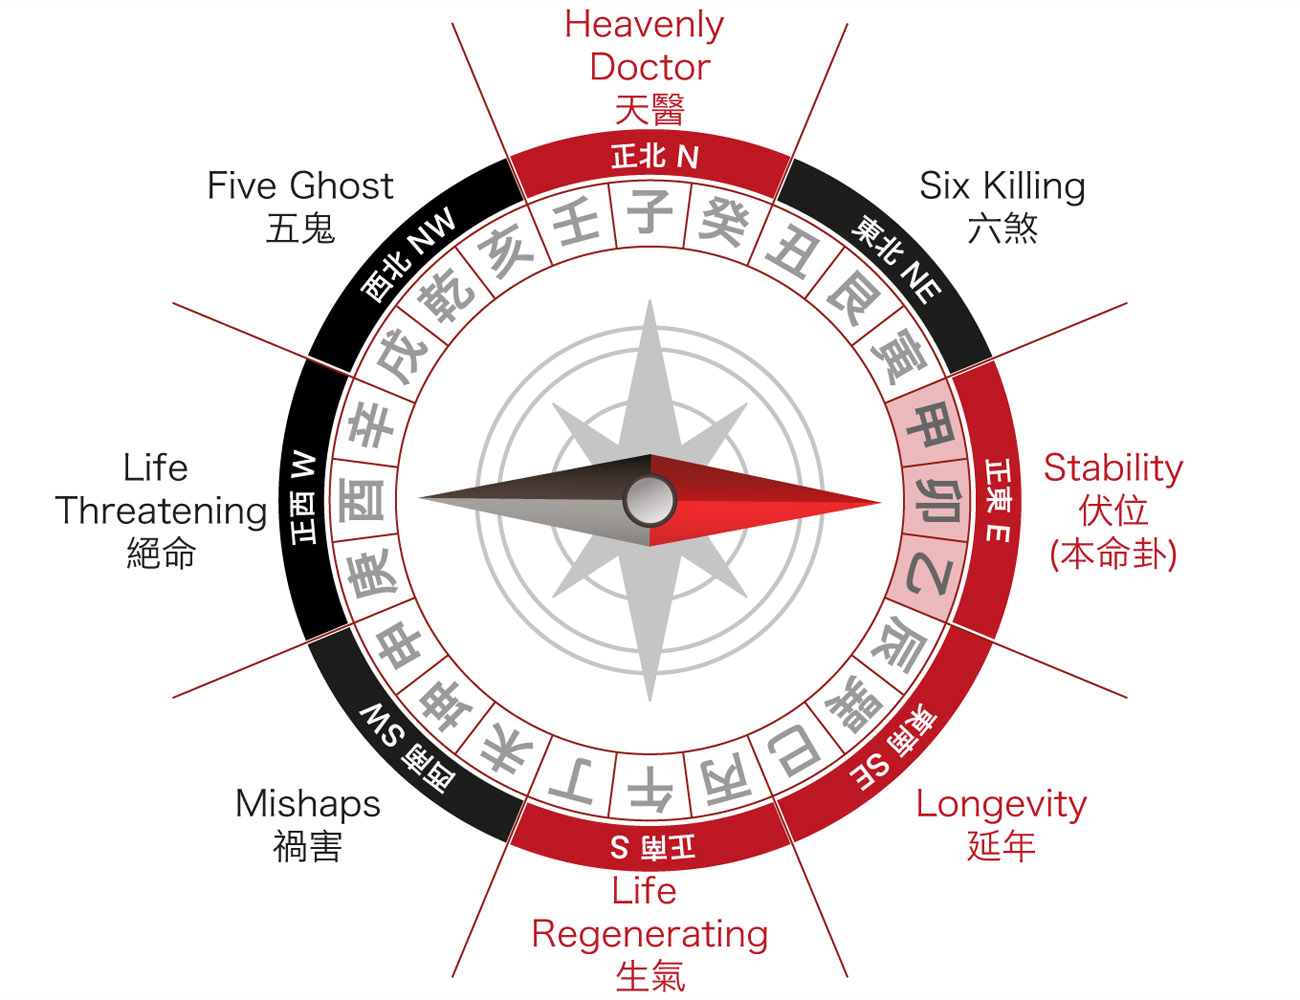 Heavenly
Doctor
天醫
Five Ghost
五鬼
Six Killing
六煞
正北 N
西北 NW
東北 NE
壬
子
癸
丑
艮
寅
甲
卯
乙
辰
巽
巳
丙
午
丁
未
坤
申
庚
酉
辛
戌
乾
亥
Life
Threatening
絕命
正西 W
正東 E
Stability
伏位
(本命卦)
西南 SW
東南 SE
正南 S
Mishaps
禍害
Longevity
延年
Life
Regenerating
生氣